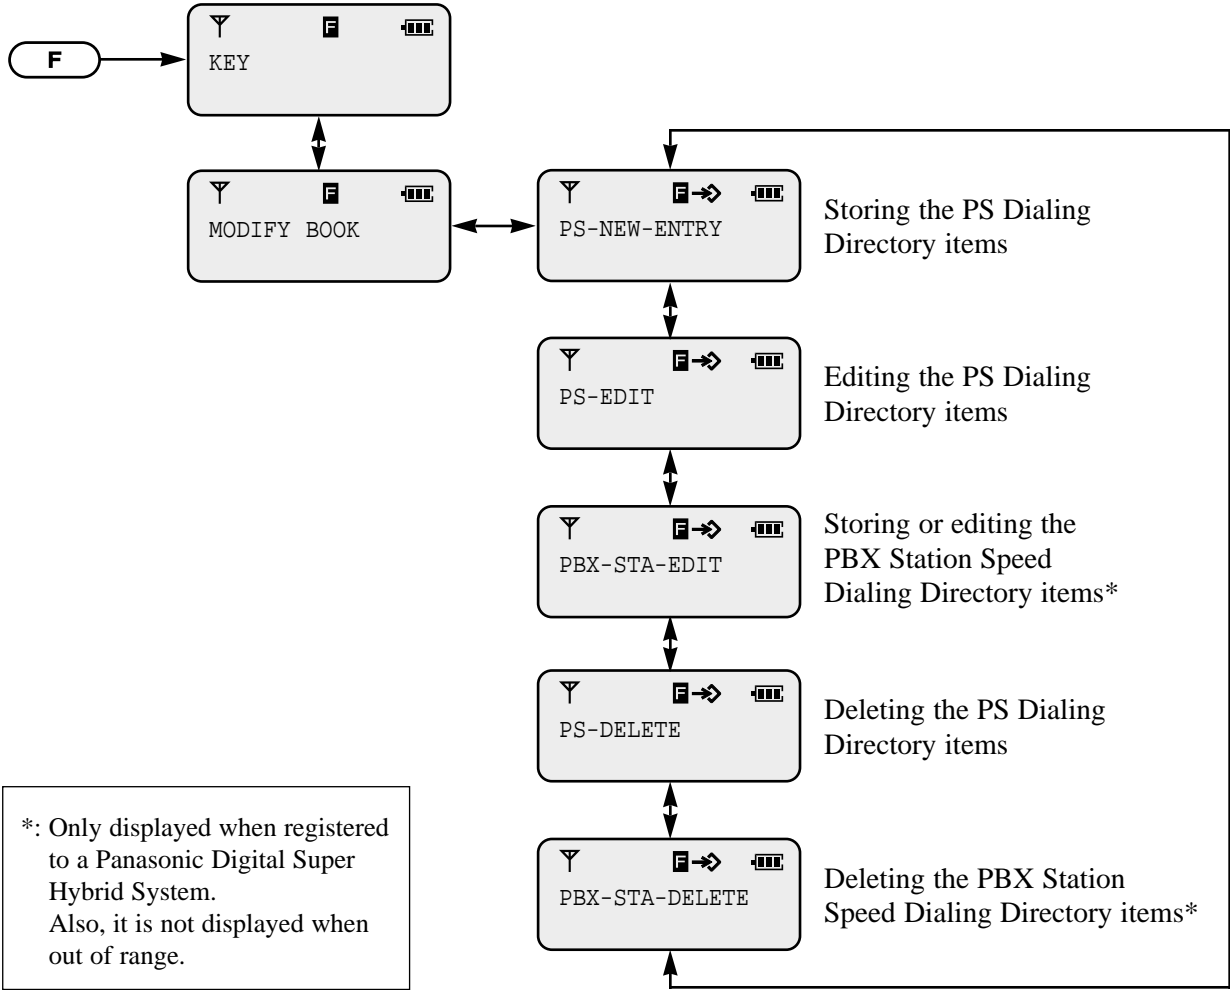 F
F
KEY
F
MODIFY BOOK
F
PS-NEW-ENTRY
Storing the PS Dialing
Directory items
F
PS-EDIT
Editing the PS Dialing
Directory items
F
PBX-STA-EDIT
Storing or editing the
PBX Station Speed
Dialing Directory items*
F
PS-DELETE
Deleting the PS Dialing
Directory items
F
PBX-STA-DELETE
Deleting the PBX Station
Speed Dialing Directory items*
*: Only displayed when registered
to a Panasonic Digital Super
Hybrid System.
Also, it is not displayed when
out of range.